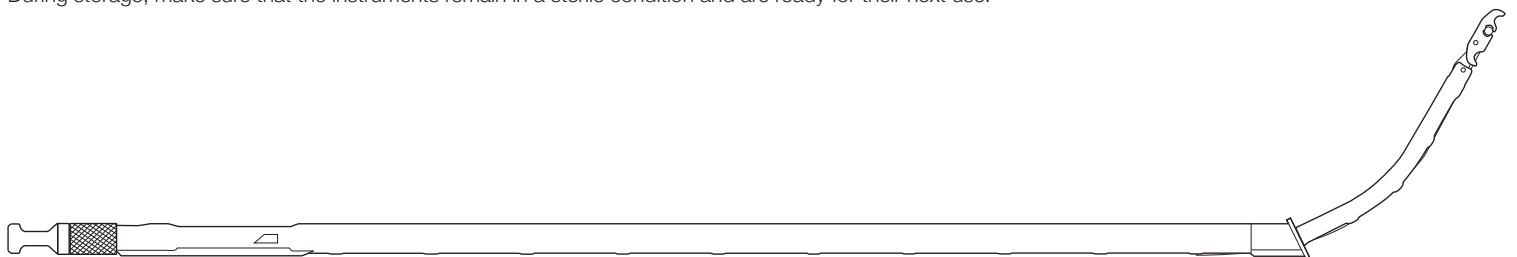 During storage, make sure that the instruments remain in a sterile condition and are ready for their next use.